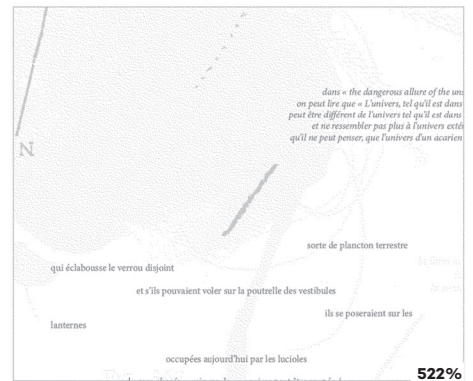 N
dans « the dangerous allure of the un
on peut lire que « L'univers, tel qu'il est dans
peut être différent de l'univers tel qu'il est dans
et ne ressembler pas plus à l'univers exté
qu'il ne peut penser, que l'univers d'un acarien
sorte de plancton terrestre
qui éclabousse le verrou disjoint
et s'ils pouvaient voler sur la poutrelle des vestibules
ils se poseraient sur les
lanternes
occupées aujourd'hui par les lucioles
522%